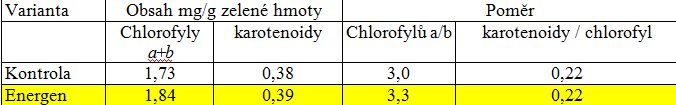 Varianta Obsah mg/g zelené hmoty Poměr
Chlorofyly a+b karotenoidy Chlorofylů a/b karotenoidy / chlorofyl
Kontrola 1,73 0,38 3,0 0,22
Energen 1,84 0,39 3,3 0,22